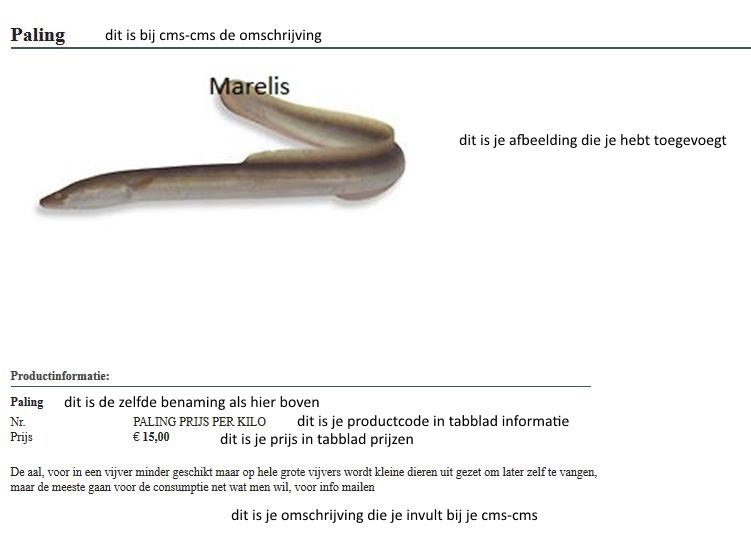 Paling dit is bij cms-cms de omschrijving
Marelis
dit is je afbeelding die je hebt toegevoegt
Productinformatie:
Paling dit is de zelfde benaming als hier boven
Nr. PALING PRIJS PER KILO dit is je productcode in tabblad informatie
Prijs € 15,00 dit is je prijs in tabblad prijzen
De aal, voor in een vijver minder geschikt maar op hele grote vijvers wordt kleine dieren uit gezet om later zelf te vangen,
maar de meeste gaan voor de consumptie net wat men wil, voor info mailen
dit is je omschrijving die je invult bij je cms-cms